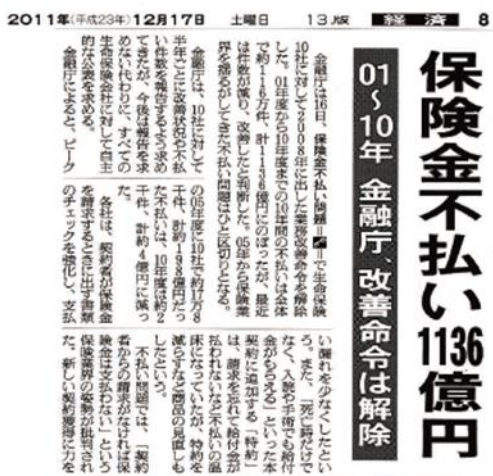 2011年(平成23年)12月17日 土曜日 13版 経済 8
保険金不払い1136億円
01〜10年 金融庁、改善命令は解除
金融庁は16日、保険金不払い問題=で生命保険
10社に対して2008年に出した業務改善命令を解除
した。01年度から10年度までの10年間の不払いは全体
で約116万件、計1136億円にのぼったが、最近
は件数が減り、改善したと判断した。05年から保険業
界を揺るがしてきた不払い問題はひと区切りとなる。
金融庁は、10社に対して
半年ごとに改善状況や不払
い件数を報告するよう求め
てきたが、今後は報告を求
めない代わりに、すべての
生命保険会社に対して自主
的な公表を求める。
金融庁によると、ピーク
の05年度に10社で約17万8
千件、計約198億円だっ
た不払いは、10年度は約2
千件、計約4億円に減っ
た。
各社は、契約者が保険金
を請求するときに出す書類
のチェックを強化し、支払
い漏れを少なくしたとい
う。また、「死亡時だけで
なく、入院や手術でも給付
金がもらえる」といった本
契約に追加する「特約」
は、請求を忘れて給付金が
払われないなど不払いの温
床になっていたが、特約を
減らすなど商品の見直しも
したという。
不払い問題では、「契約
者からの請求がなければ保
険金は支払わない」という
保険業界の姿勢が批判され
た。新しい契約獲得に力を